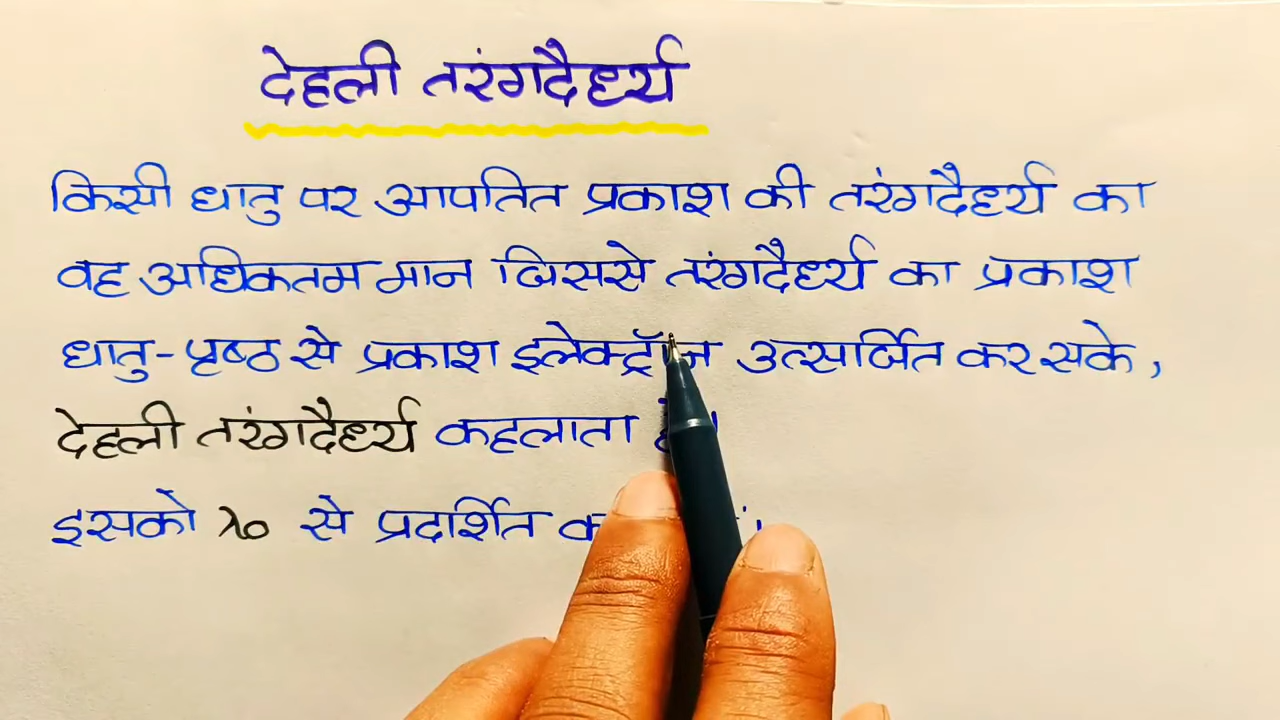 देहली तरंगदैर्ध्य
किसी धातु पर आपतित प्रकाश की तरंगदैर्ध्य का
वह अधिकतम मान जिससे तरंगदैर्ध्य का प्रकाश
धातु-पृष्ठ से प्रकाश इलेक्ट्रॉन उत्सर्जित कर सके,
देहली तरंगदैर्ध्य कहलाता
इसको λ० से प्रदर्शित